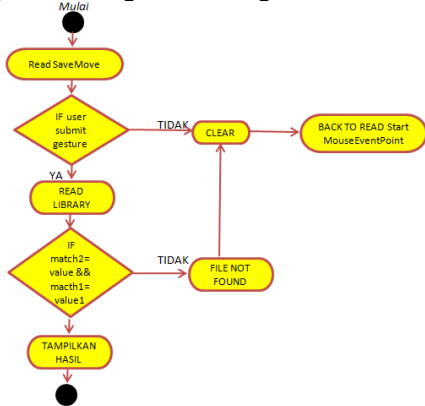 Mulai
Read SaveMove
IF user
submit
gesture
TIDAK
CLEAR
BACK TO READ Start
MouseEventPoint
YA
READ
LIBRARY
IF
match2=
value &&
macth1=
value1
TIDAK
FILE NOT
FOUND
TAMPILKAN
HASIL